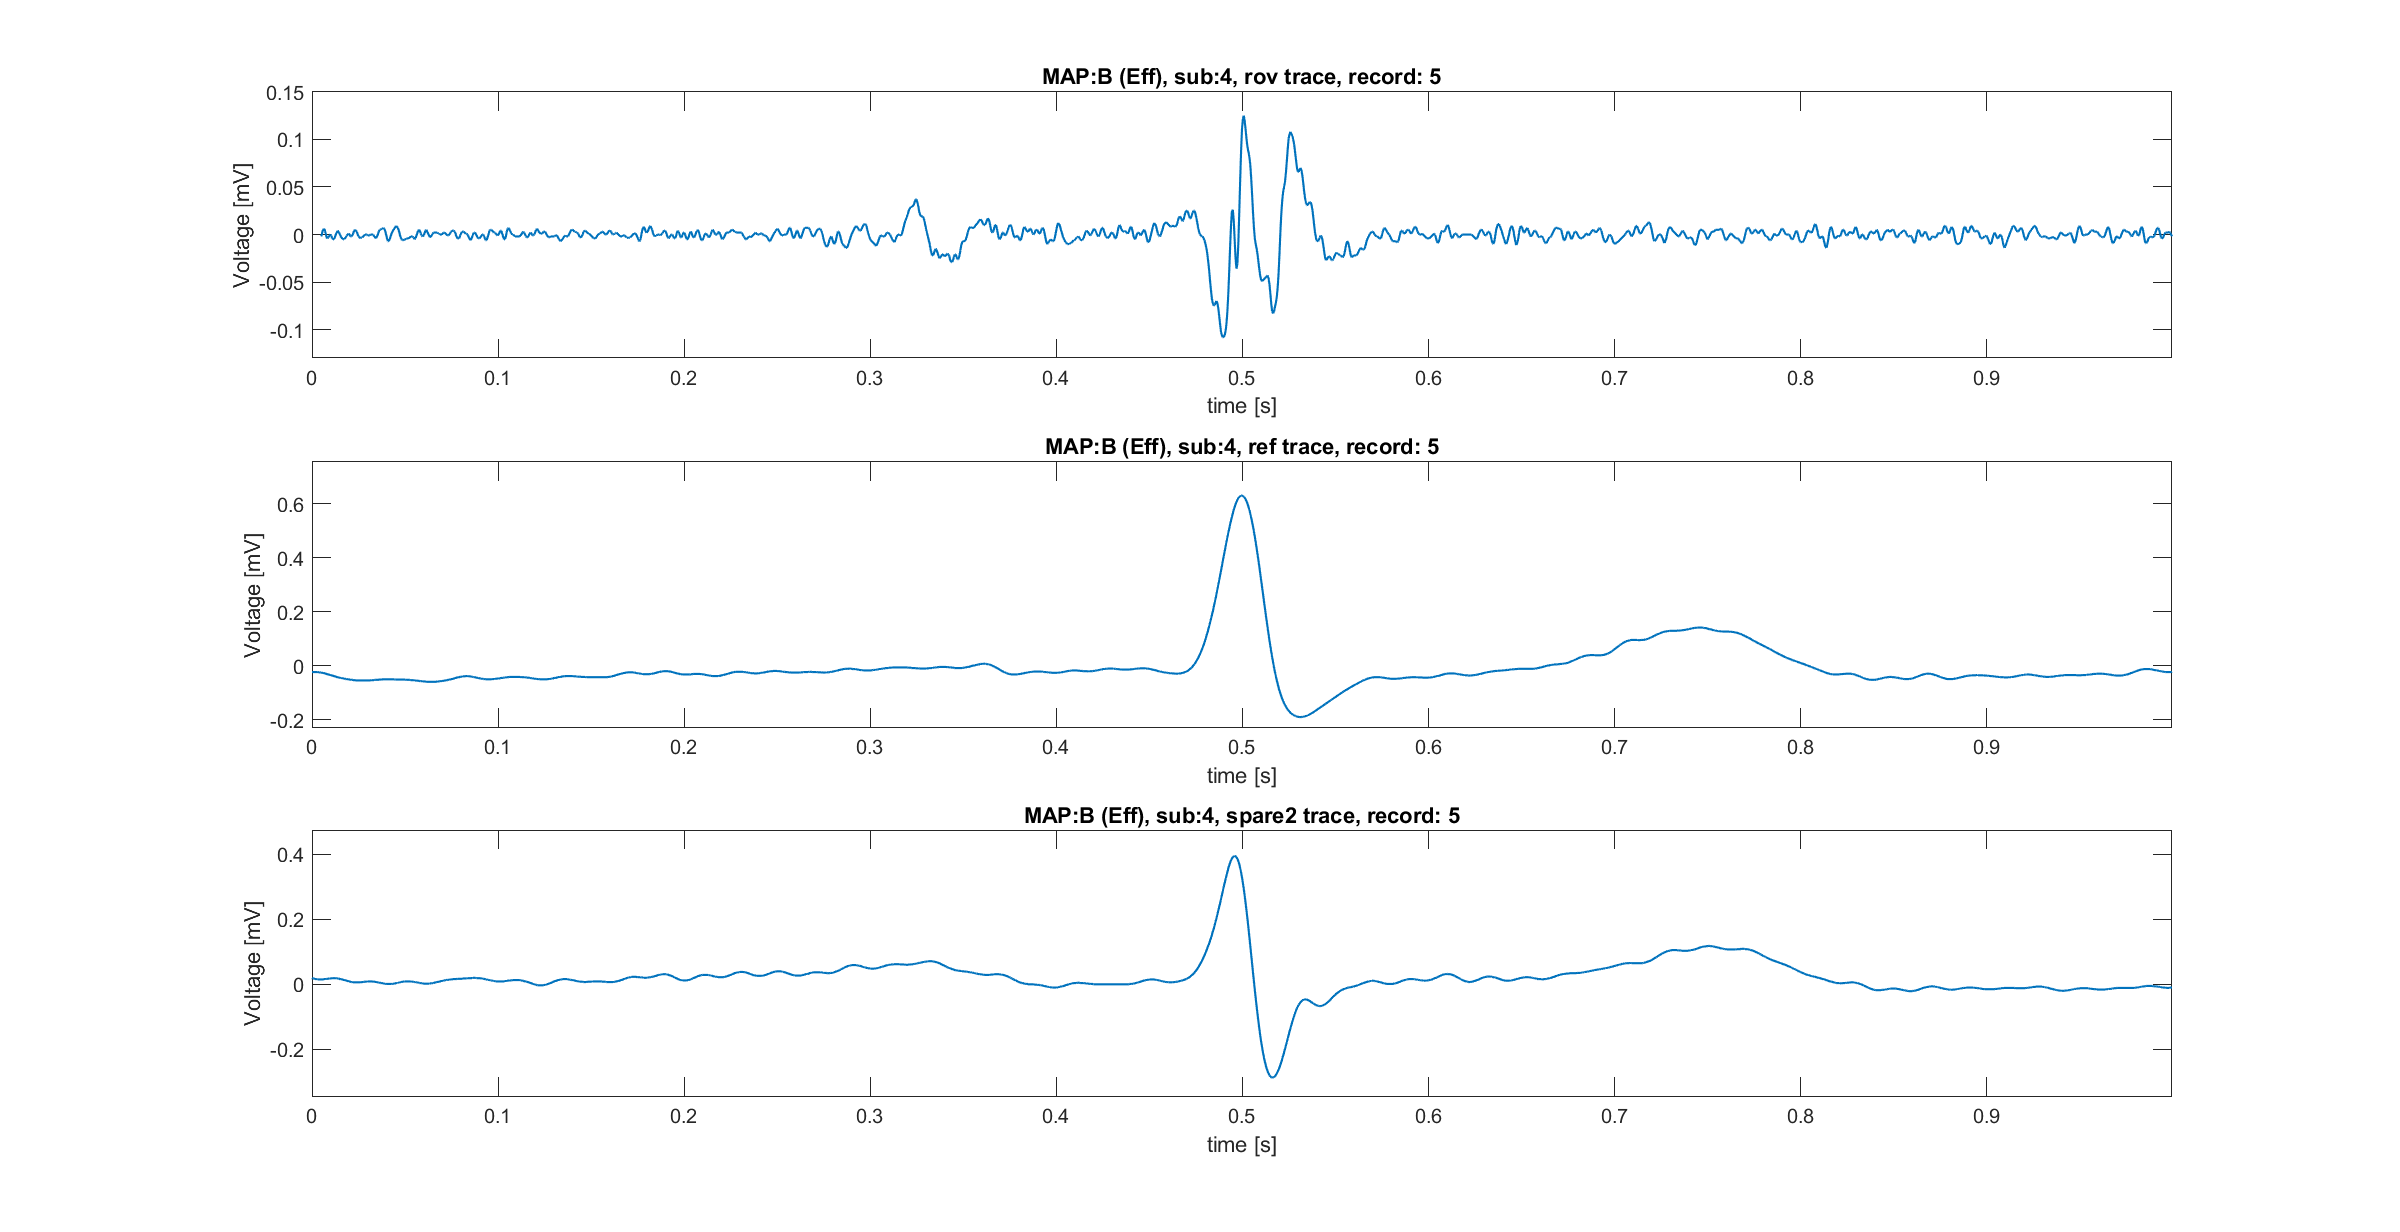 MAP:B (Eff), sub:4, rov trace, record: 5
0.15
0.1
0.05
0
-0.05
-0.1
Voltage [mV]
0 0.1 0.2 0.3 0.4 0.5 0.6 0.7 0.8 0.9
time [s]
MAP:B (Eff), sub:4, ref trace, record: 5
0.6
0.4
0.2
0
-0.2
Voltage [mV]
0 0.1 0.2 0.3 0.4 0.5 0.6 0.7 0.8 0.9
time [s]
MAP:B (Eff), sub:4, spare2 trace, record: 5
0.4
0.2
0
-0.2
Voltage [mV]
0 0.1 0.2 0.3 0.4 0.5 0.6 0.7 0.8 0.9
time [s]